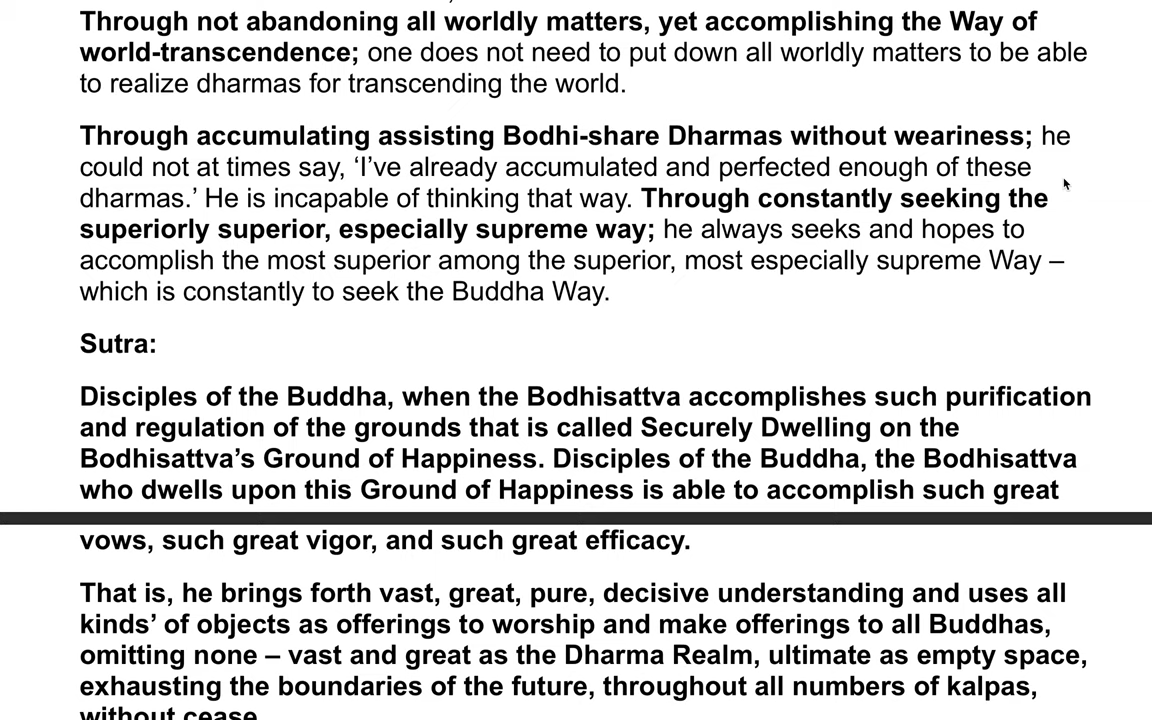 Through not abandoning all worldly matters, yet accomplishing the Way of
world-transcendence; one does not need to put down all worldly matters to be able
to realize dharmas for transcending the world.
Through accumulating assisting Bodhi-share Dharmas without weariness; he
could not at times say, ‘I’ve already accumulated and perfected enough of these
dharmas.’ He is incapable of thinking that way. Through constantly seeking the
superiorly superior, especially supreme way; he always seeks and hopes to
accomplish the most superior among the superior, most especially supreme Way –
which is constantly to seek the Buddha Way.
Sutra:
Disciples of the Buddha, when the Bodhisattva accomplishes such purification
and regulation of the grounds that is called Securely Dwelling on the
Bodhisattva’s Ground of Happiness. Disciples of the Buddha, the Bodhisattva
who dwells upon this Ground of Happiness is able to accomplish such great
vows, such great vigor, and such great efficacy.
That is, he brings forth vast, great, pure, decisive understanding and uses all
kinds’ of objects as offerings to worship and make offerings to all Buddhas,
omitting none – vast and great as the Dharma Realm, ultimate as empty space,
exhausting the boundaries of the future, throughout all numbers of kalpas,
without cease